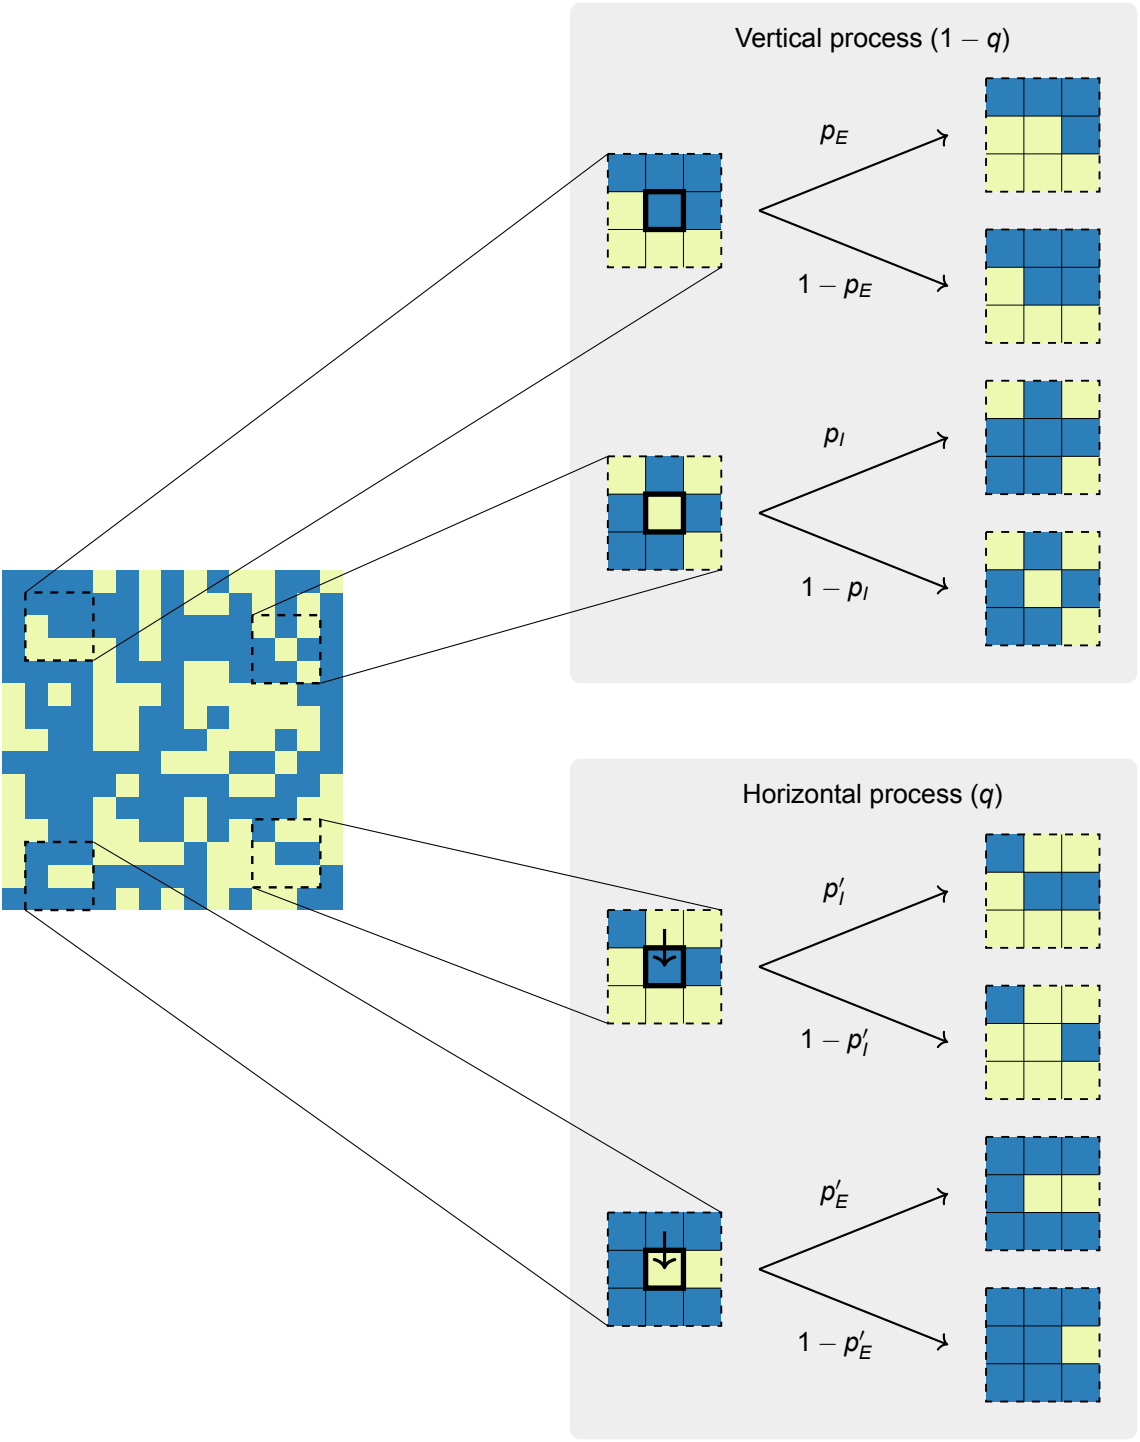 Vertical process (1 − q)
p_E
1 − p_E
p_I
1 − p_I
Horizontal process (q)
p′_I
1 − p′_I
p′_E
1 − p′_E